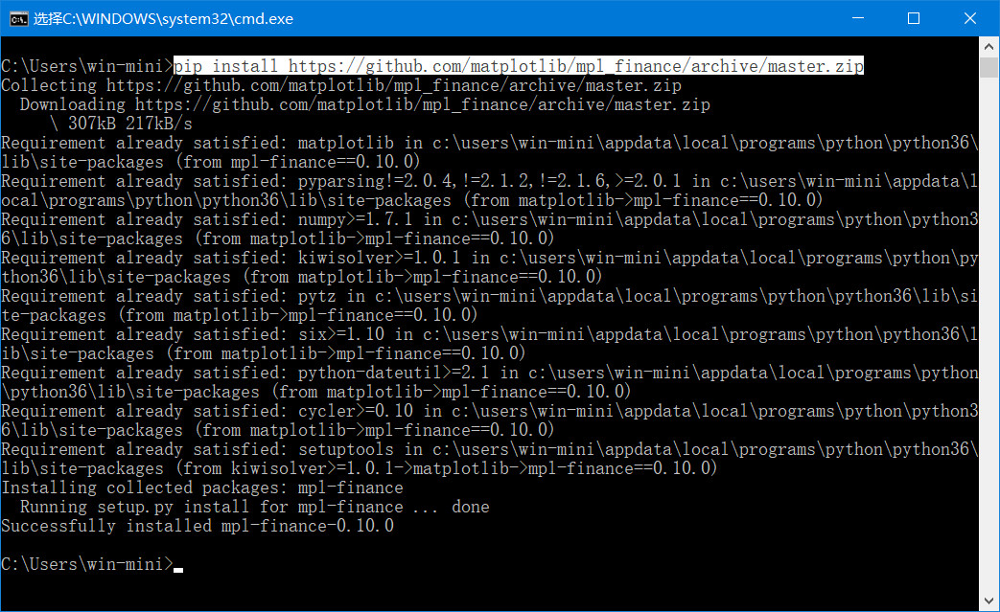 选择C:\WINDOWS\system32\cmd.exe
C:\Users\win-mini>pip install https://github.com/matplotlib/mpl_finance/archive/master.zip
Collecting https://github.com/matplotlib/mpl_finance/archive/master.zip
  Downloading https://github.com/matplotlib/mpl_finance/archive/master.zip
     \ 307kB 217kB/s
Requirement already satisfied: matplotlib in c:\users\win-mini\appdata\local\programs\python\python36\
lib\site-packages (from mpl-finance==0.10.0)
Requirement already satisfied: pyparsing!=2.0.4,!=2.1.2,!=2.1.6,>=2.0.1 in c:\users\win-mini\appdata\l
ocal\programs\python\python36\lib\site-packages (from matplotlib->mpl-finance==0.10.0)
Requirement already satisfied: numpy>=1.7.1 in c:\users\win-mini\appdata\local\programs\python\python3
6\lib\site-packages (from matplotlib->mpl-finance==0.10.0)
Requirement already satisfied: kiwisolver>=1.0.1 in c:\users\win-mini\appdata\local\programs\python\py
thon36\lib\site-packages (from matplotlib->mpl-finance==0.10.0)
Requirement already satisfied: pytz in c:\users\win-mini\appdata\local\programs\python\python36\lib\si
te-packages (from matplotlib->mpl-finance==0.10.0)
Requirement already satisfied: six>=1.10 in c:\users\win-mini\appdata\local\programs\python\python36\l
ib\site-packages (from matplotlib->mpl-finance==0.10.0)
Requirement already satisfied: python-dateutil>=2.1 in c:\users\win-mini\appdata\local\programs\python
\python36\lib\site-packages (from matplotlib->mpl-finance==0.10.0)
Requirement already satisfied: cycler>=0.10 in c:\users\win-mini\appdata\local\programs\python\python3
6\lib\site-packages (from matplotlib->mpl-finance==0.10.0)
Requirement already satisfied: setuptools in c:\users\win-mini\appdata\local\programs\python\python36\
lib\site-packages (from kiwisolver>=1.0.1->matplotlib->mpl-finance==0.10.0)
Installing collected packages: mpl-finance
  Running setup.py install for mpl-finance ... done
Successfully installed mpl-finance-0.10.0
C:\Users\win-mini>